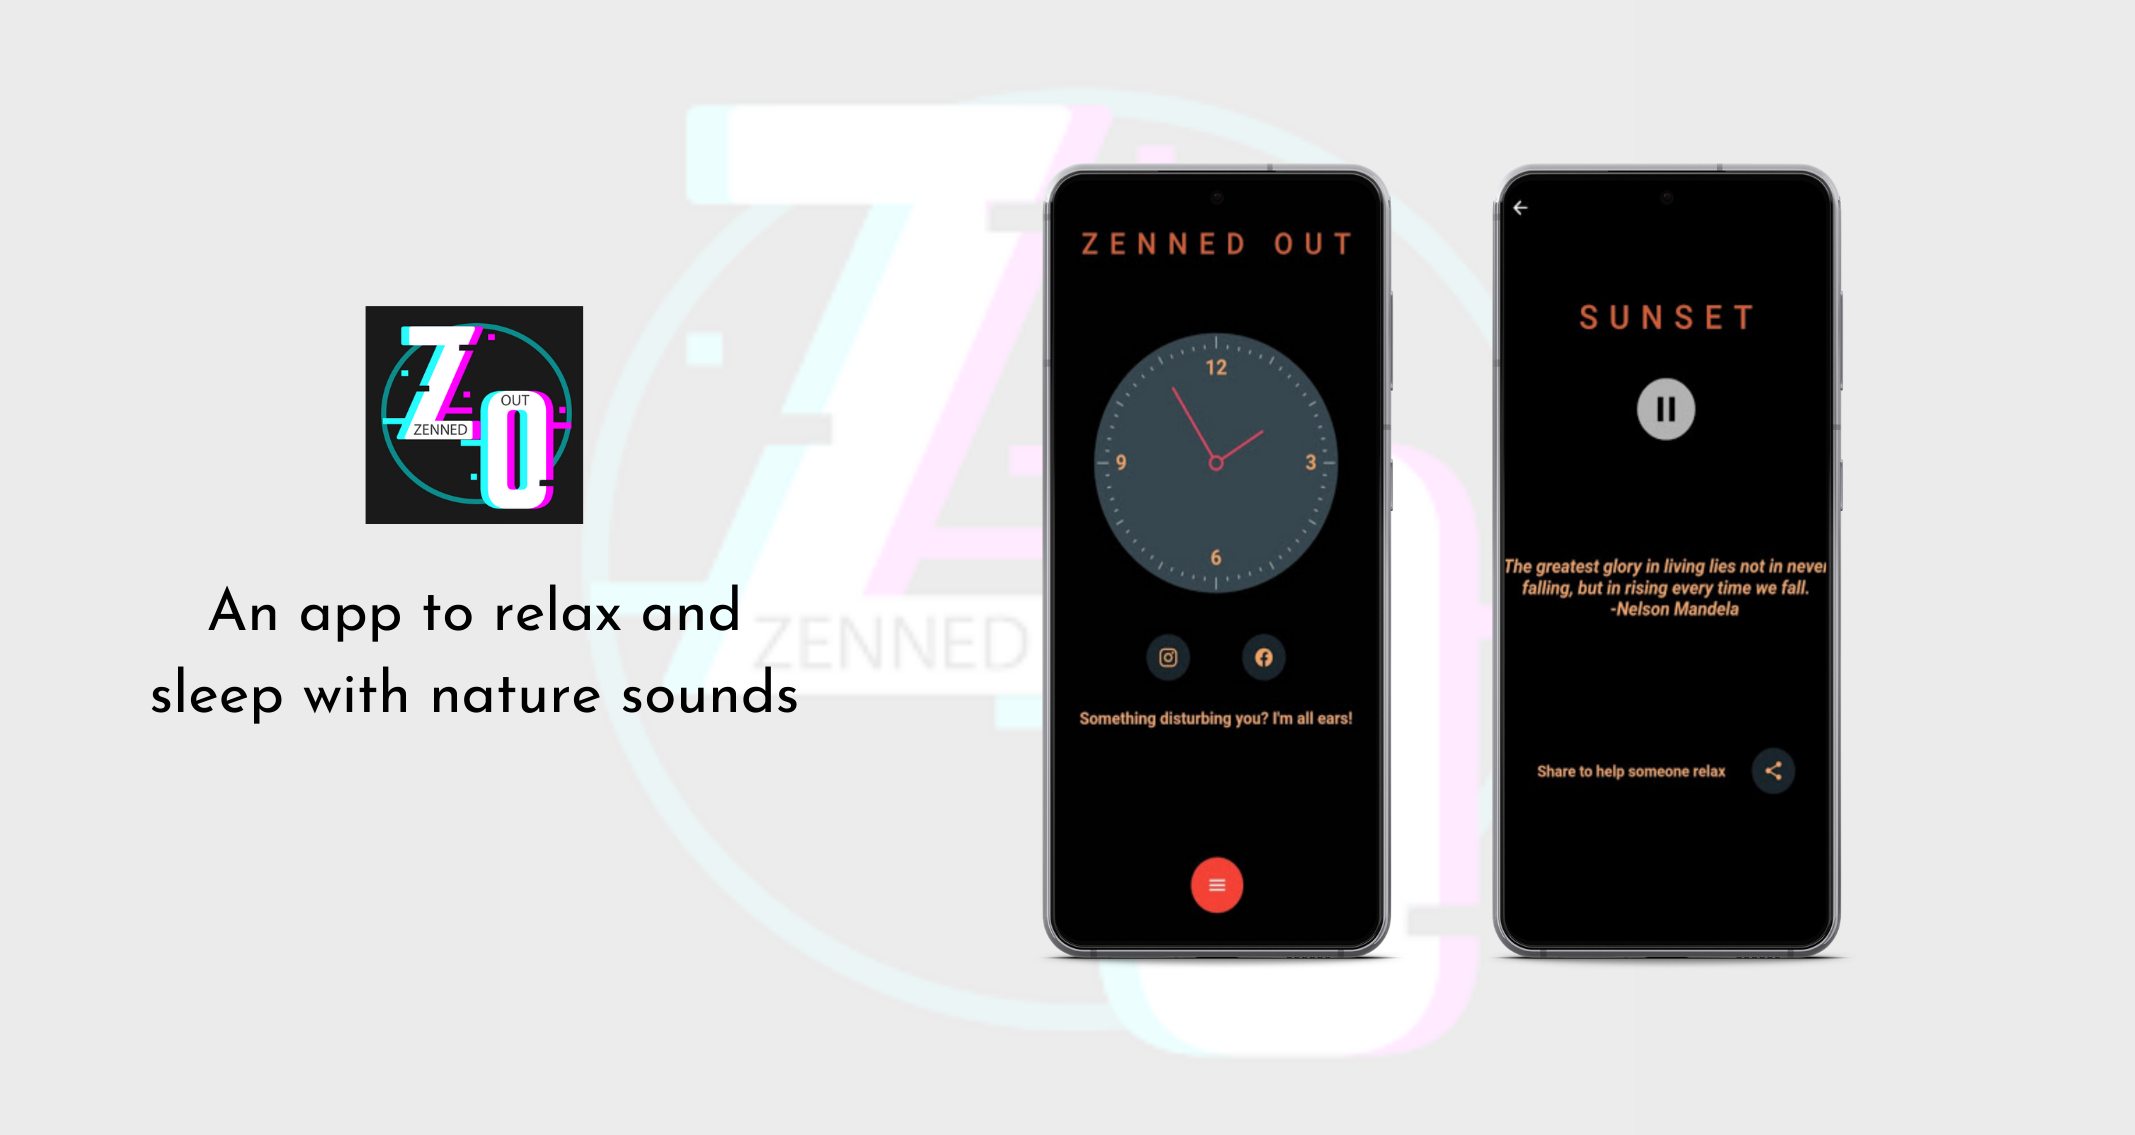 OUT
ZENNED
An app to relax and
sleep with nature sounds
ZENNED
ZENNED OUT
12
9
3
6
Something disturbing you? I'm all ears!
SUNSET
The greatest glory in living lies not in never
falling, but in rising every time we fall.
-Nelson Mandela
Share to help someone relax